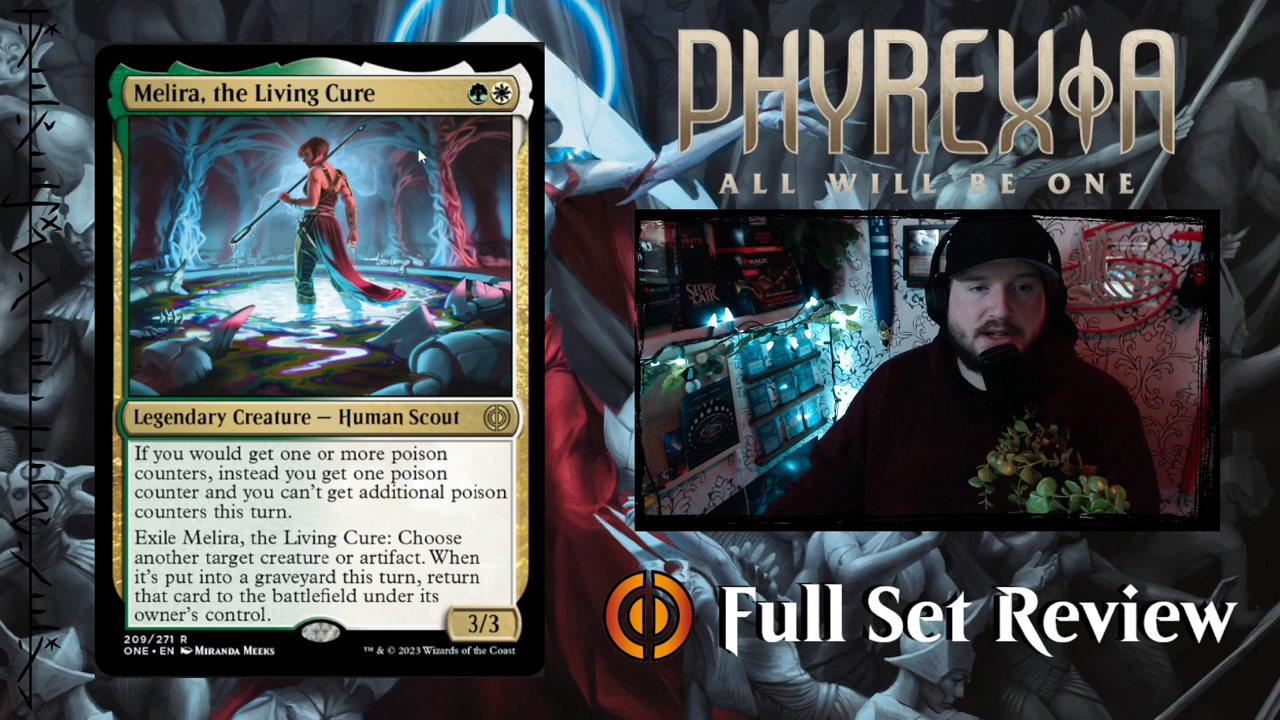 Melira, the Living Cure
Legendary Creature — Human Scout
If you would get one or more poison
counters, instead you get one poison
counter and you can't get additional poison
counters this turn.
Exile Melira, the Living Cure: Choose
another target creature or artifact. When
it's put into a graveyard this turn, return
that card to the battlefield under its
owner's control.
3/3
209/271 R
ONE • EN MIRANDA MEEKS
™ & © 2023 Wizards of the Coast
PHYREXIA
ALL WILL BE ONE
SECRET
LAIR
MAGIC
Full Set Review